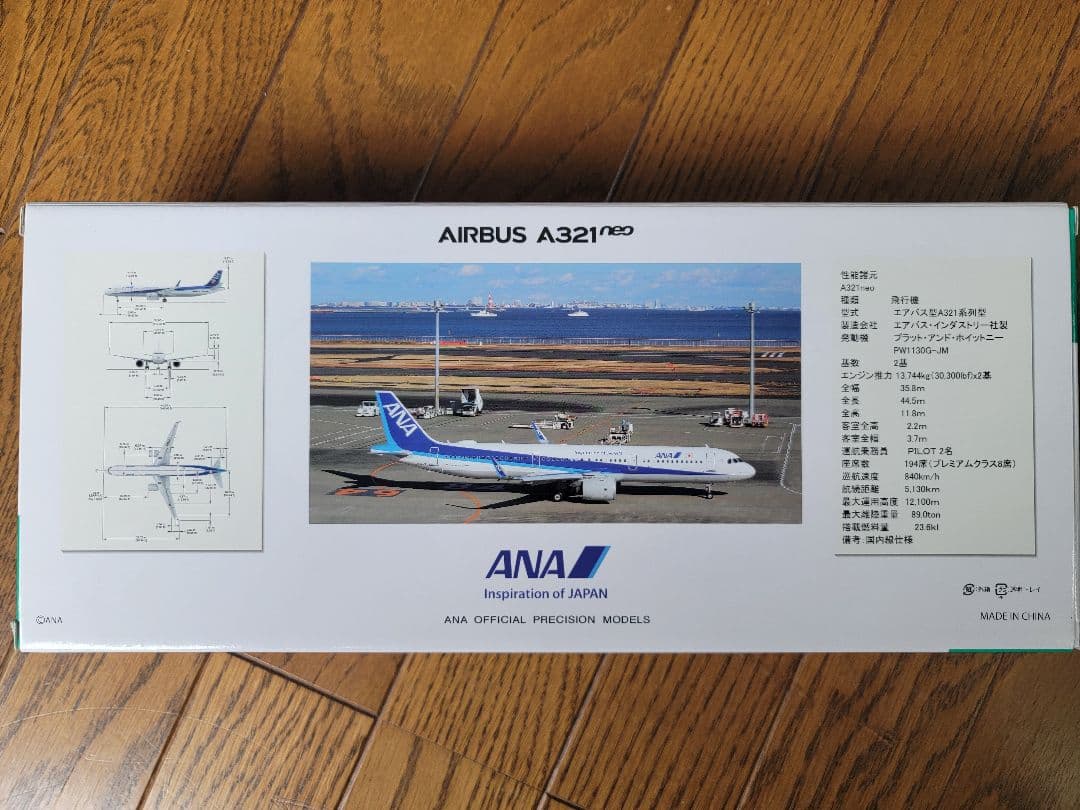 AIRBUS A321neo
性能諸元
A321neo
種類 飛行機
型式 エアバス型A321系列型
製造会社 エアバス・インダストリー社製
発動機 プラット・アンド・ホイットニー
PW1130G-JM
基数 2基
エンジン推力 13,744kg(30,300lbf)x2基
全幅 35.8m
全長 44.5m
全高 11.8m
客室全高 2.2m
客室全幅 3.7m
運航乗務員 PILOT 2名
座席数 194席(プレミアムクラス8席)
巡航速度 840km/h
航続距離 5,130km
最大運用高度 12,100m
最大離陸重量 89.0ton
搭載燃料量 23.6kl
備考:国内線仕様
ANA
ANA
ANA
Inspiration of JAPAN
ANA OFFICIAL PRECISION MODELS
©ANA
MADE IN CHINA